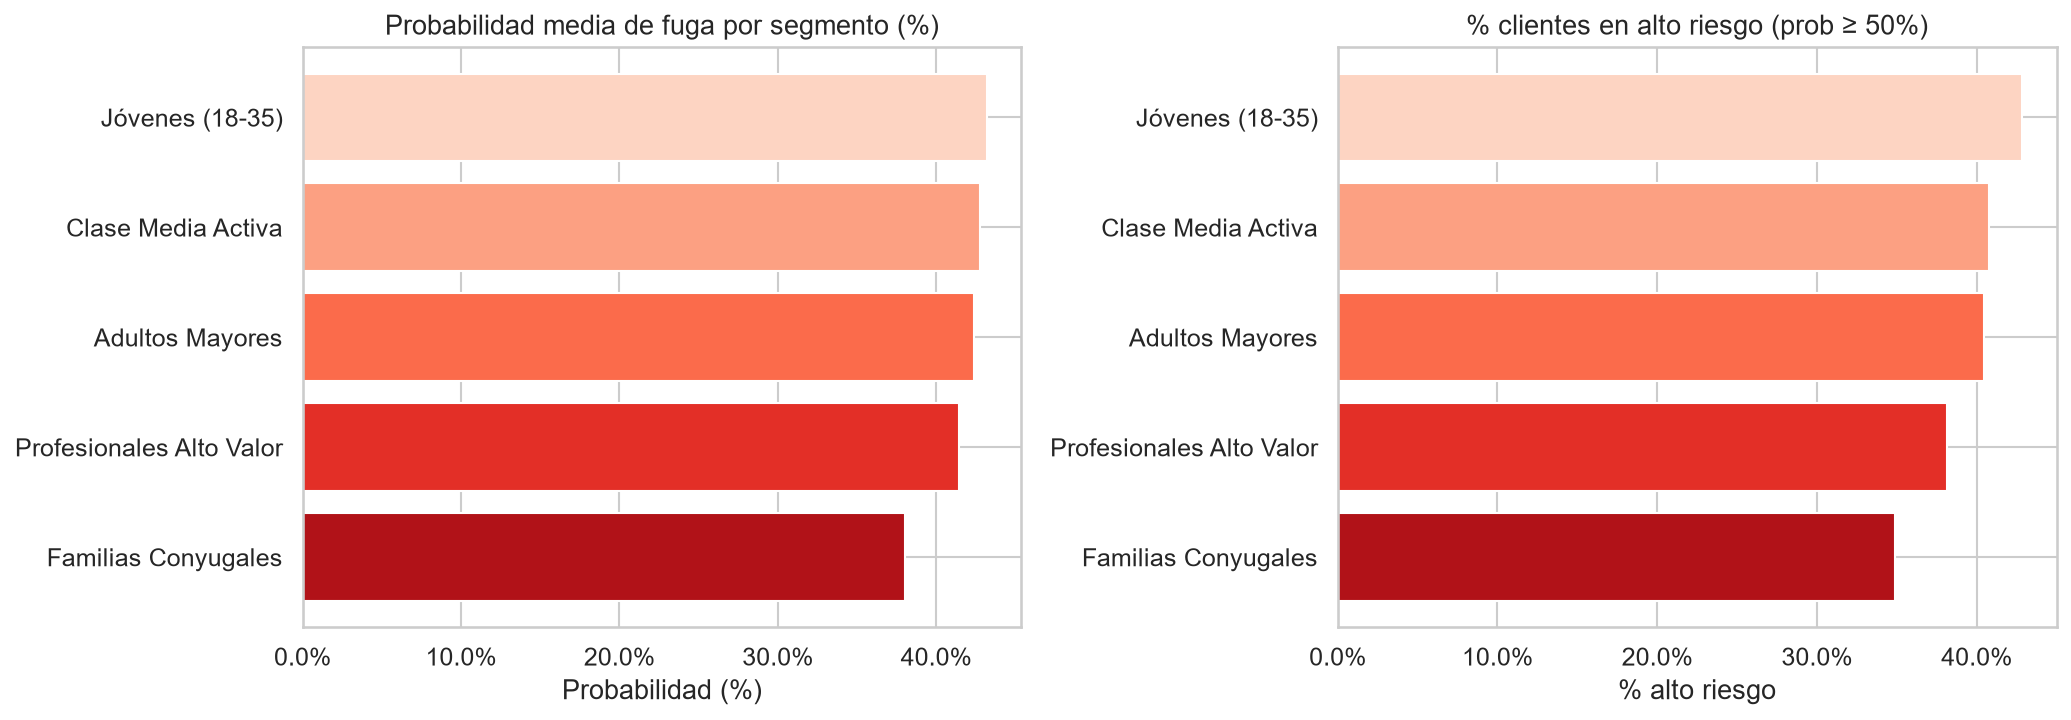 Probabilidad media de fuga por segmento (%)
Jóvenes (18-35)
Clase Media Activa
Adultos Mayores
Profesionales Alto Valor
Familias Conyugales
0.0% 10.0% 20.0% 30.0% 40.0%
Probabilidad (%)
% clientes en alto riesgo (prob ≥ 50%)
Jóvenes (18-35)
Clase Media Activa
Adultos Mayores
Profesionales Alto Valor
Familias Conyugales
0.0% 10.0% 20.0% 30.0% 40.0%
% alto riesgo